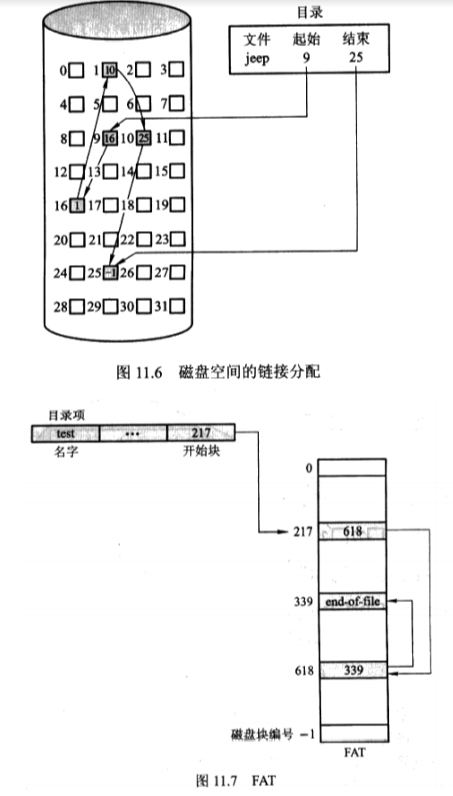 目录
文件 起始 结束
jeep 9 25
0 1 10 2 3
4 5 6 7
8 9 16 10 25 11
12 13 14 15
16 1 17 18 19
20 21 22 23
24 25 -1 26 27
28 29 30 31
图 11.6 磁盘空间的链接分配
目录项
test ··· 217
名字 开始块
0
217 618
339 end-of-file
618 339
磁盘块编号 -1
FAT
图 11.7 FAT